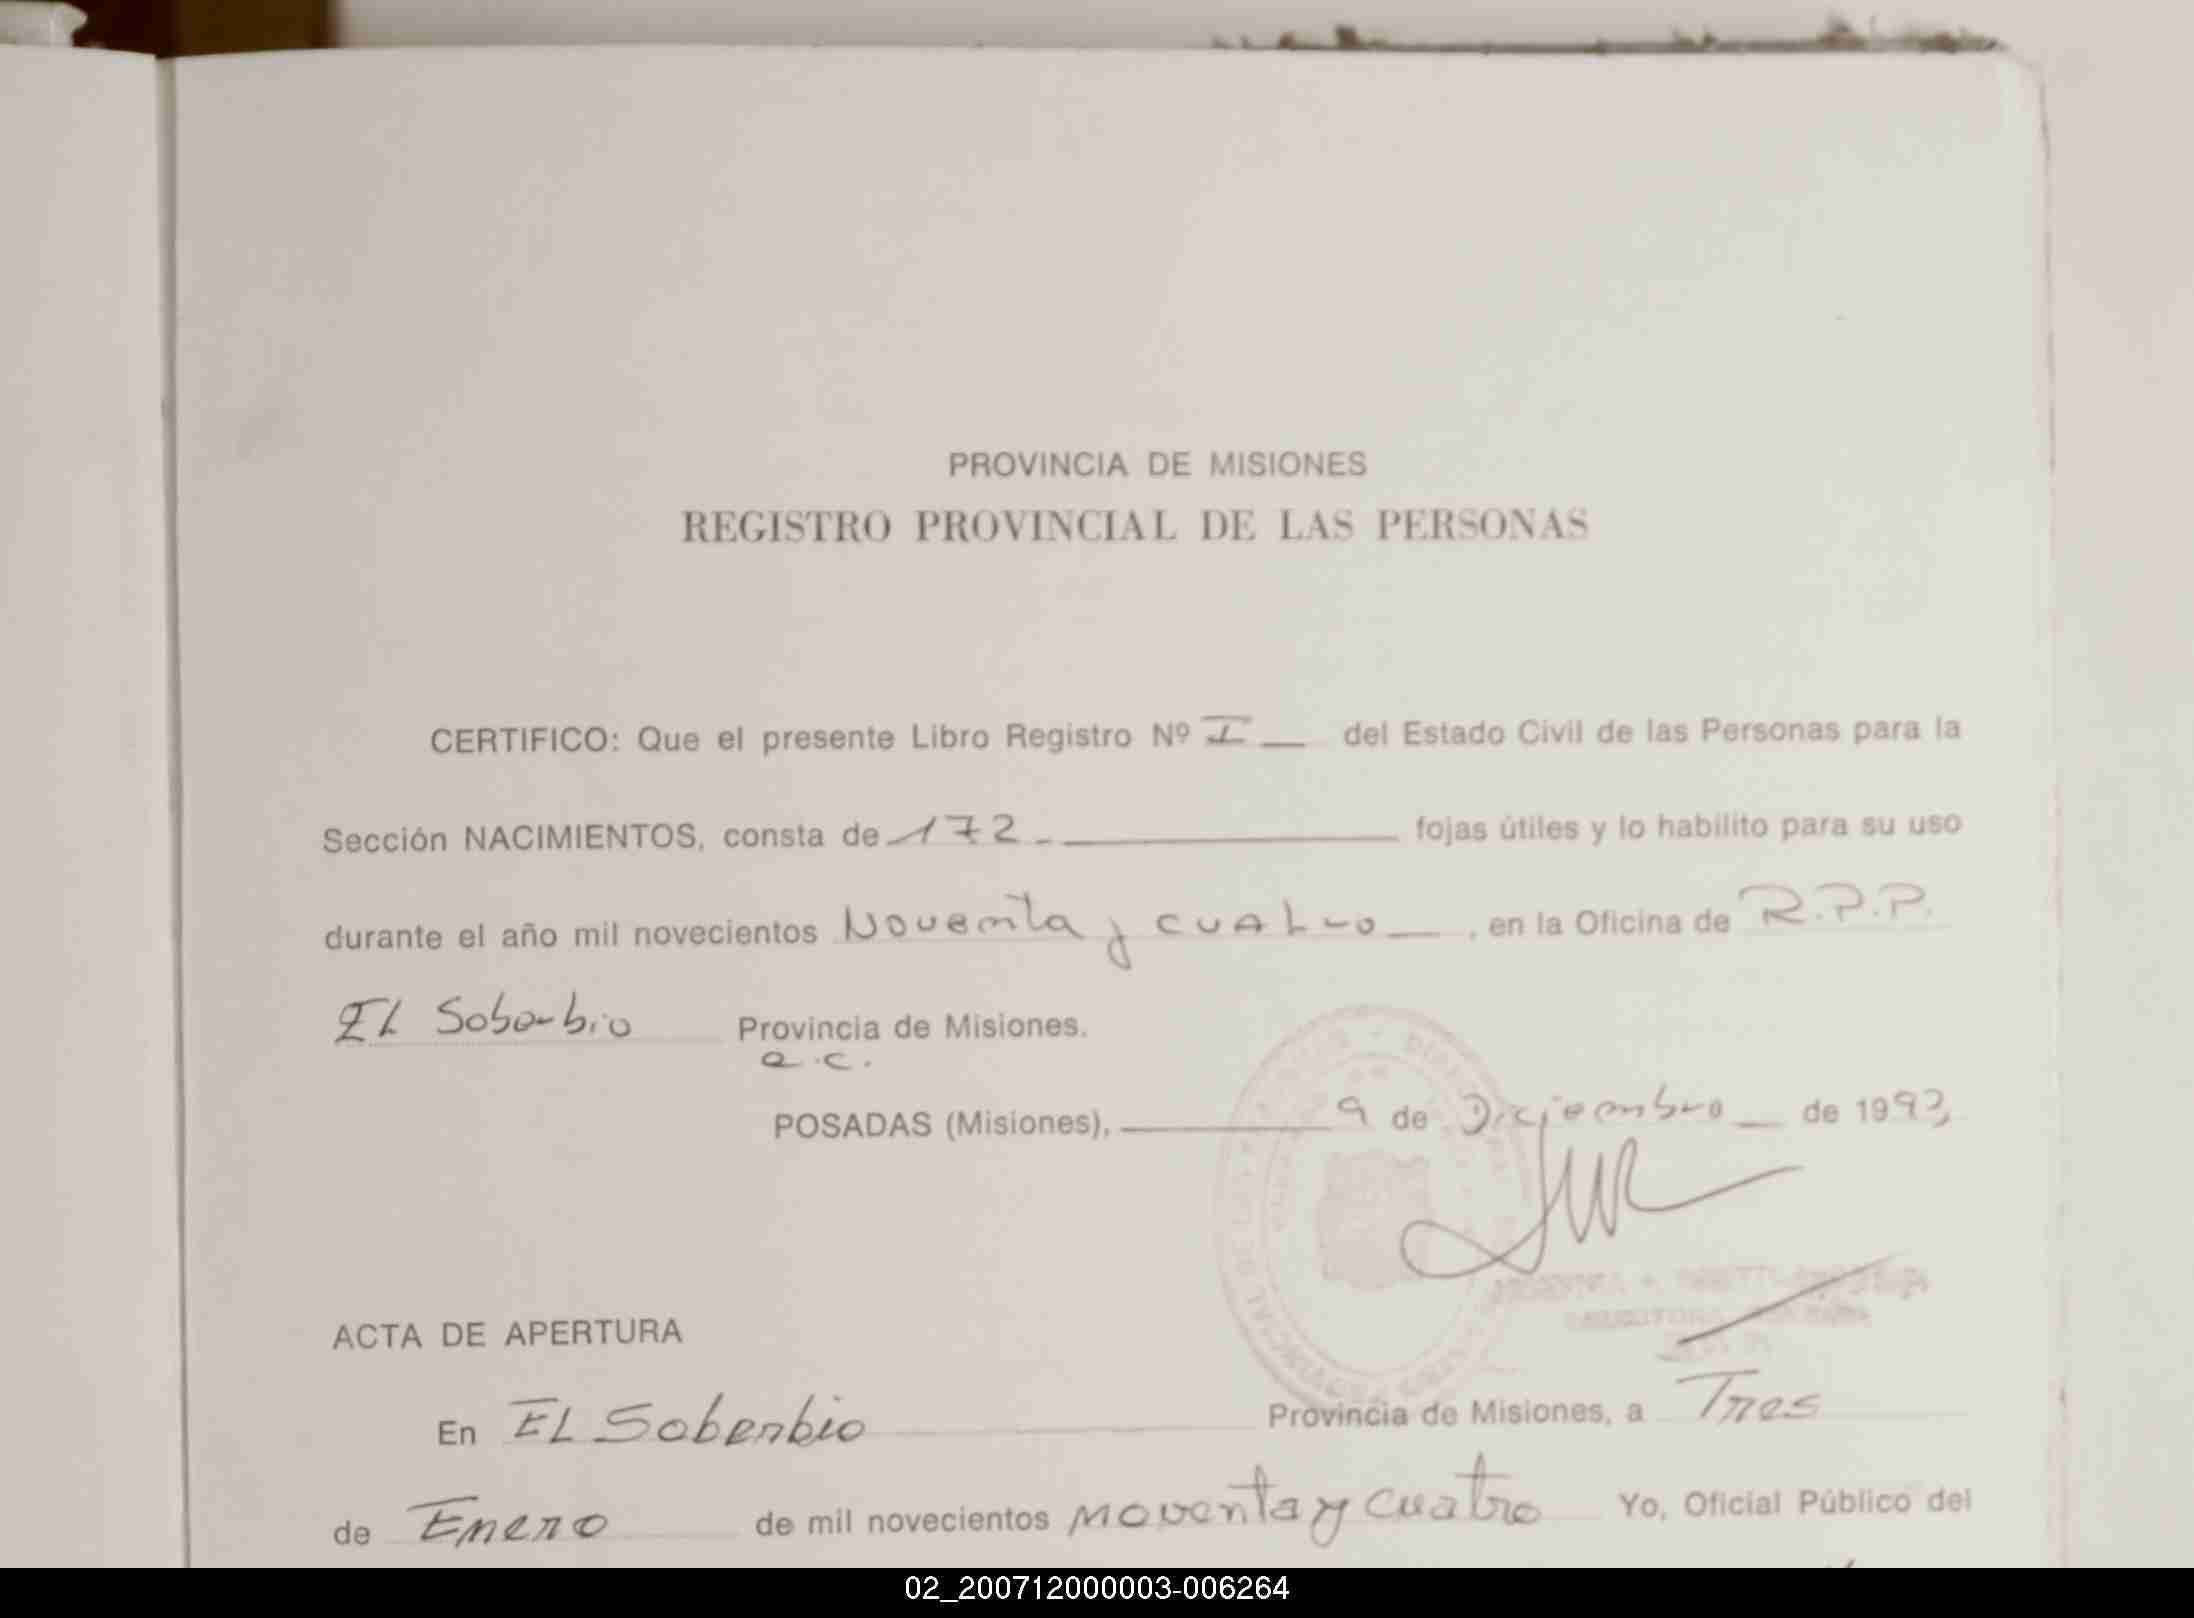 PROVINCIA DE MISIONES
REGISTRO PROVINCIAL DE LAS PERSONAS
CERTIFICO: Que el presente Libro Registro Nº I del Estado Civil de las Personas para la
Sección NACIMIENTOS, consta de 172.- fojas útiles y lo habilito para su uso
durante el año mil novecientos Noventa y cuatro, en la Oficina de R.P.P.
El Soberbio Provincia de Misiones.
a.c.
POSADAS (Misiones), 9 de Diciembre de 1993
ACTA DE APERTURA
En EL Soberbio Provincia de Misiones, a Tres
de Enero de mil novecientos noventa y cuatro Yo, Oficial Público del
02_200712000003-006264